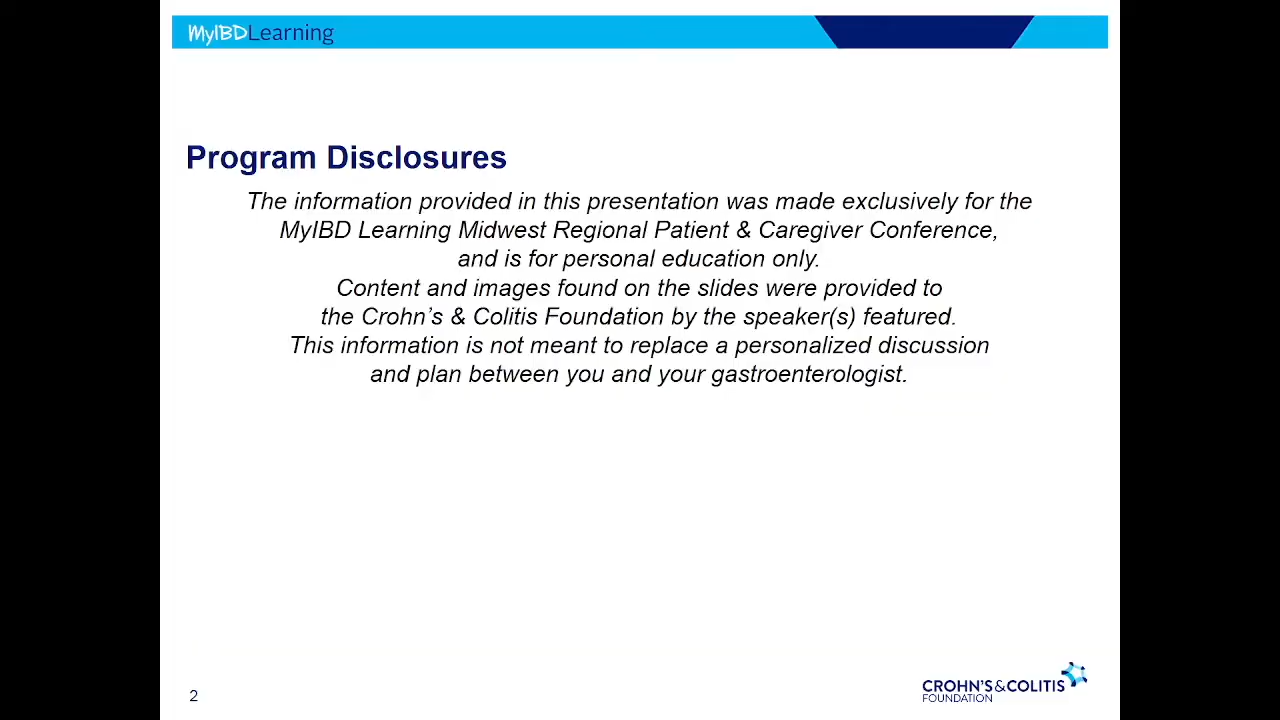 MyIBDLearning
Program Disclosures
The information provided in this presentation was made exclusively for the
MyIBD Learning Midwest Regional Patient & Caregiver Conference,
and is for personal education only.
Content and images found on the slides were provided to
the Crohn’s & Colitis Foundation by the speaker(s) featured.
This information is not meant to replace a personalized discussion
and plan between you and your gastroenterologist.
2
CROHN’S&COLITIS
FOUNDATION